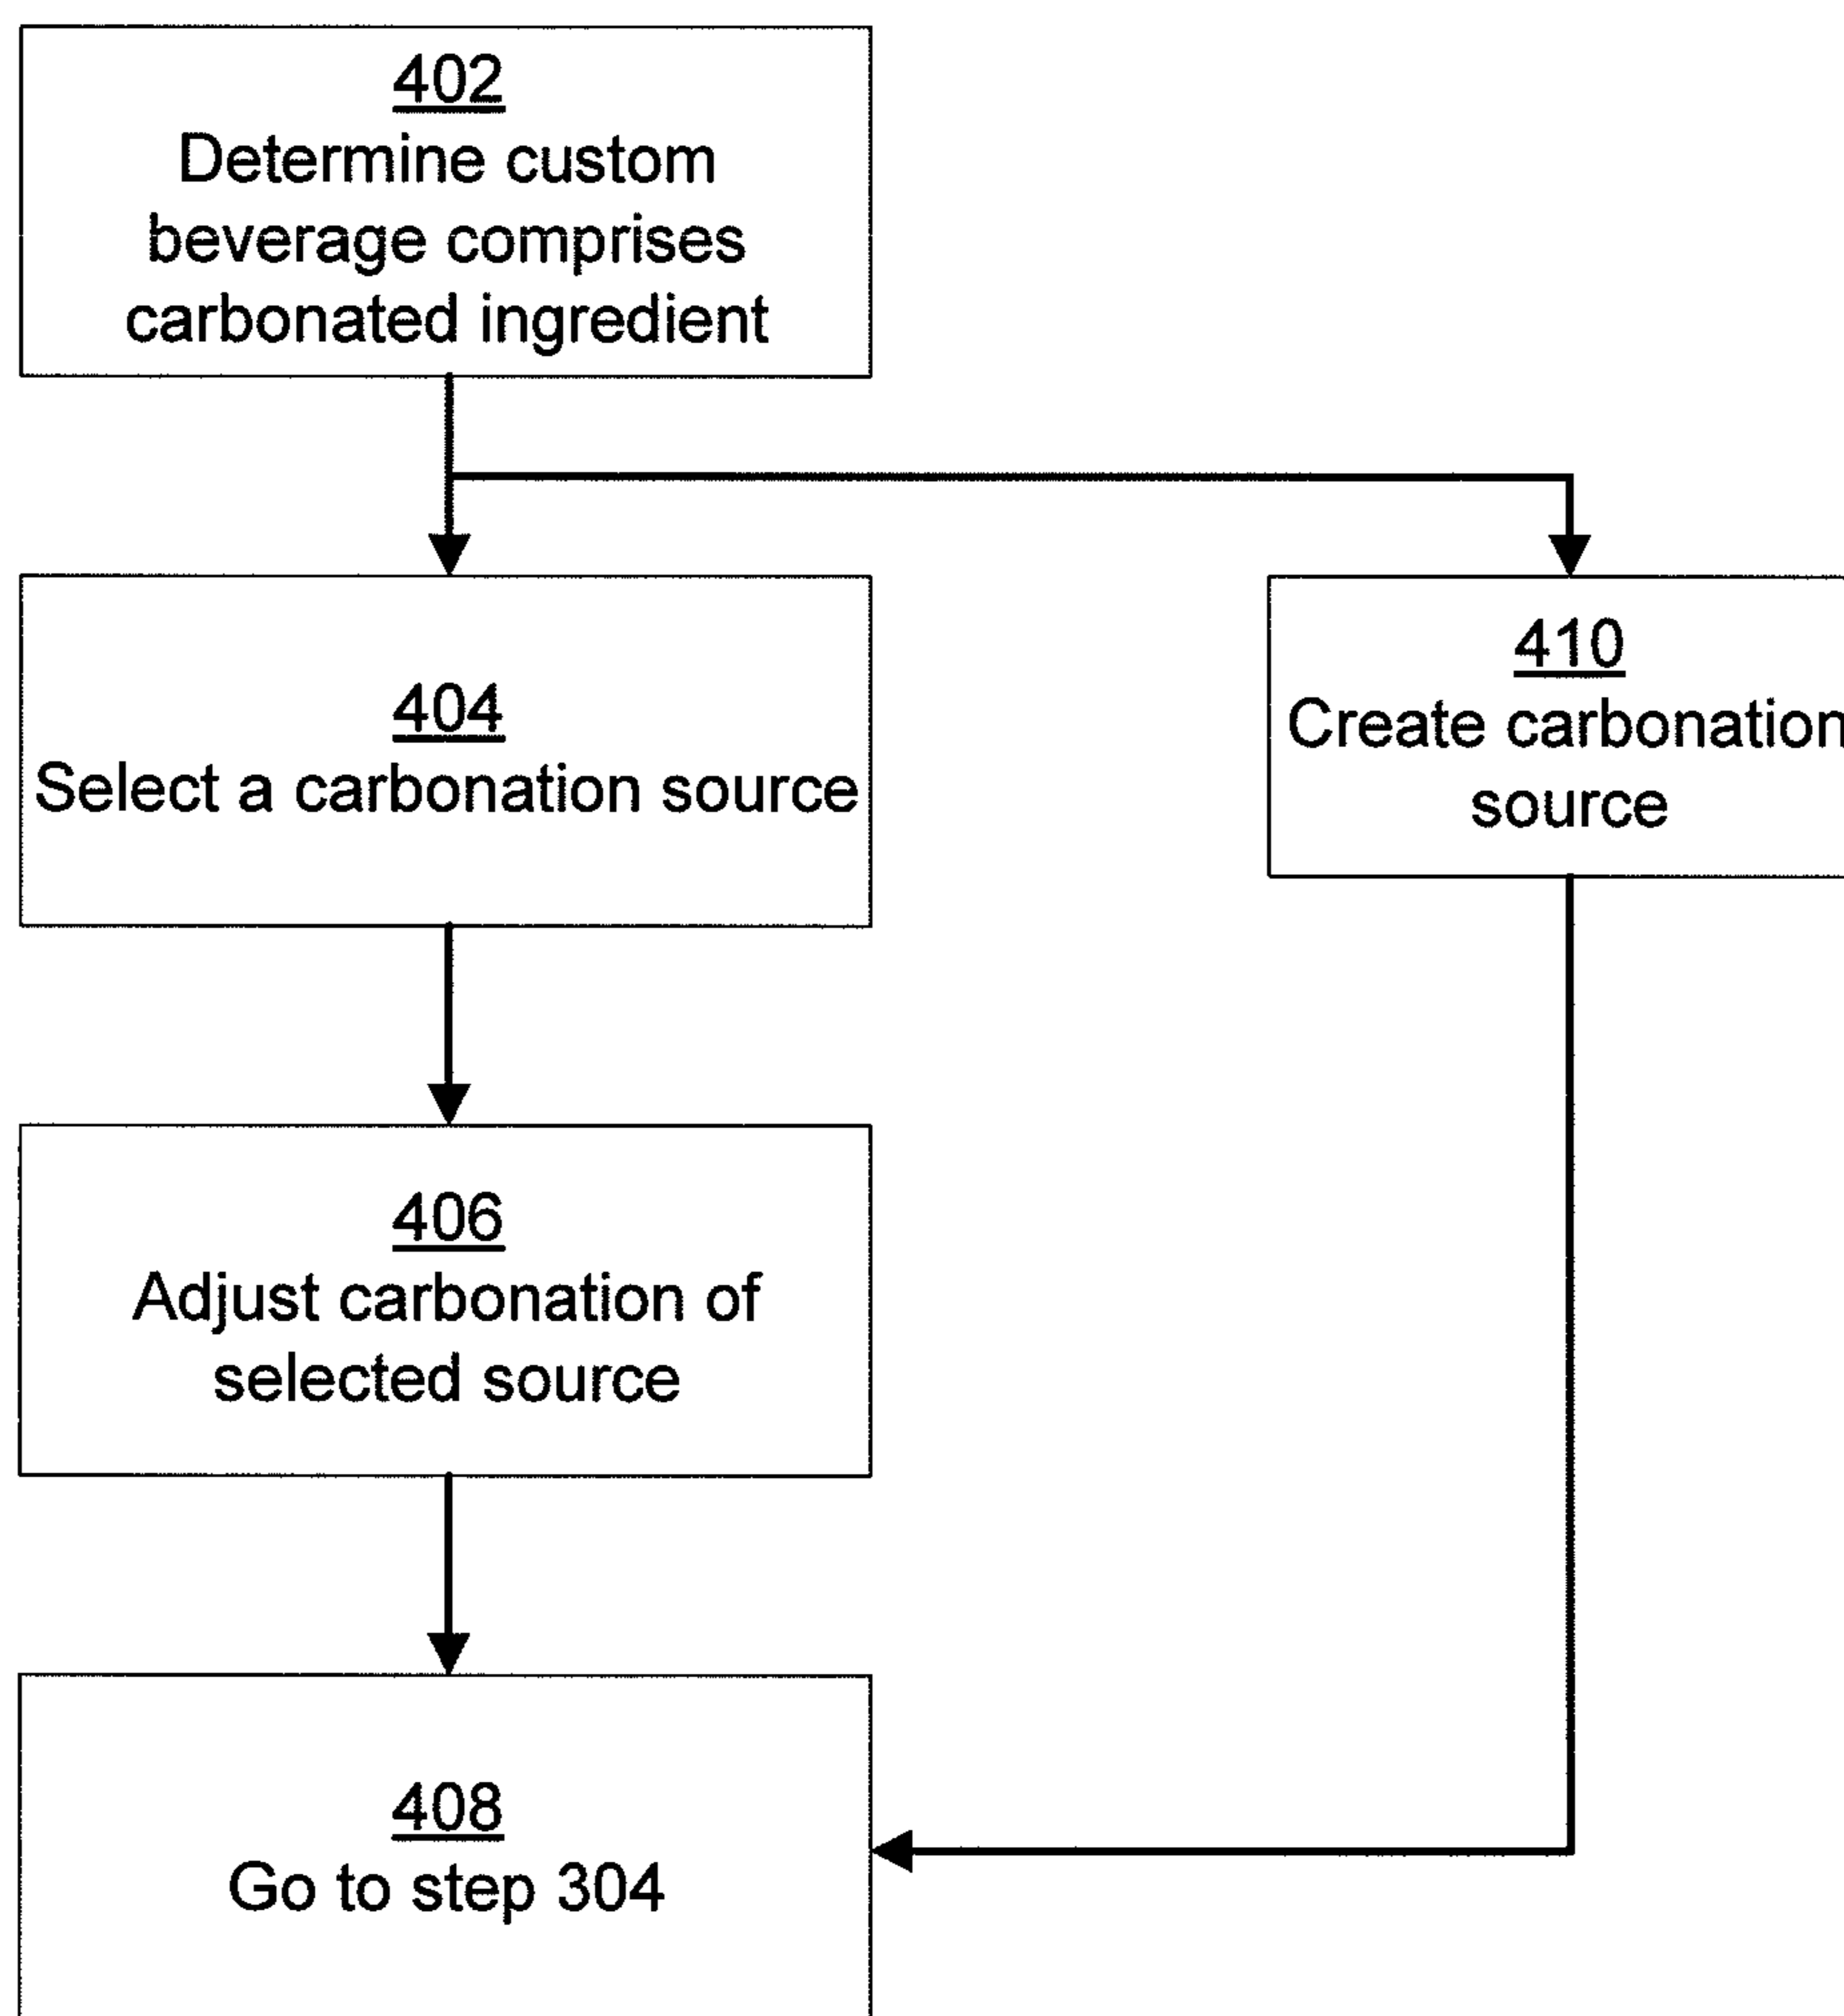 402
Determine custom
beverage comprises
carbonated ingredient
404
Select a carbonation source
410
Create carbonation
source
406
Adjust carbonation of
selected source
408
Go to step 304